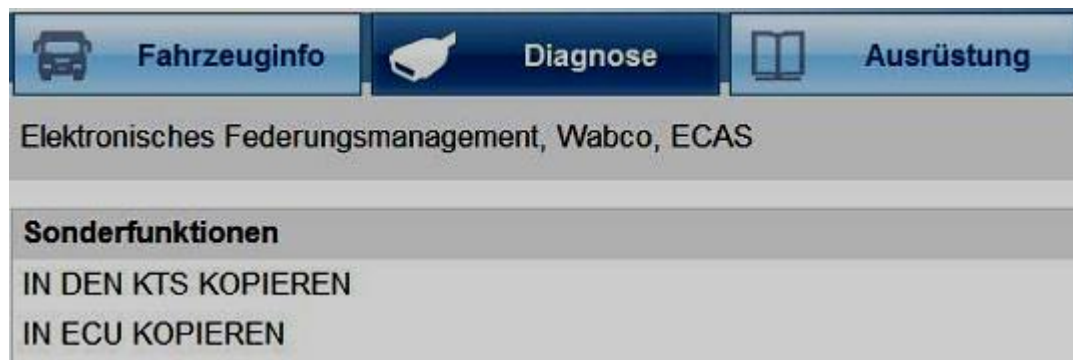 Fahrzeuginfo Diagnose Ausrüstung
Elektronisches Federungsmanagement, Wabco, ECAS
Sonderfunktionen
IN DEN KTS KOPIEREN
IN ECU KOPIEREN